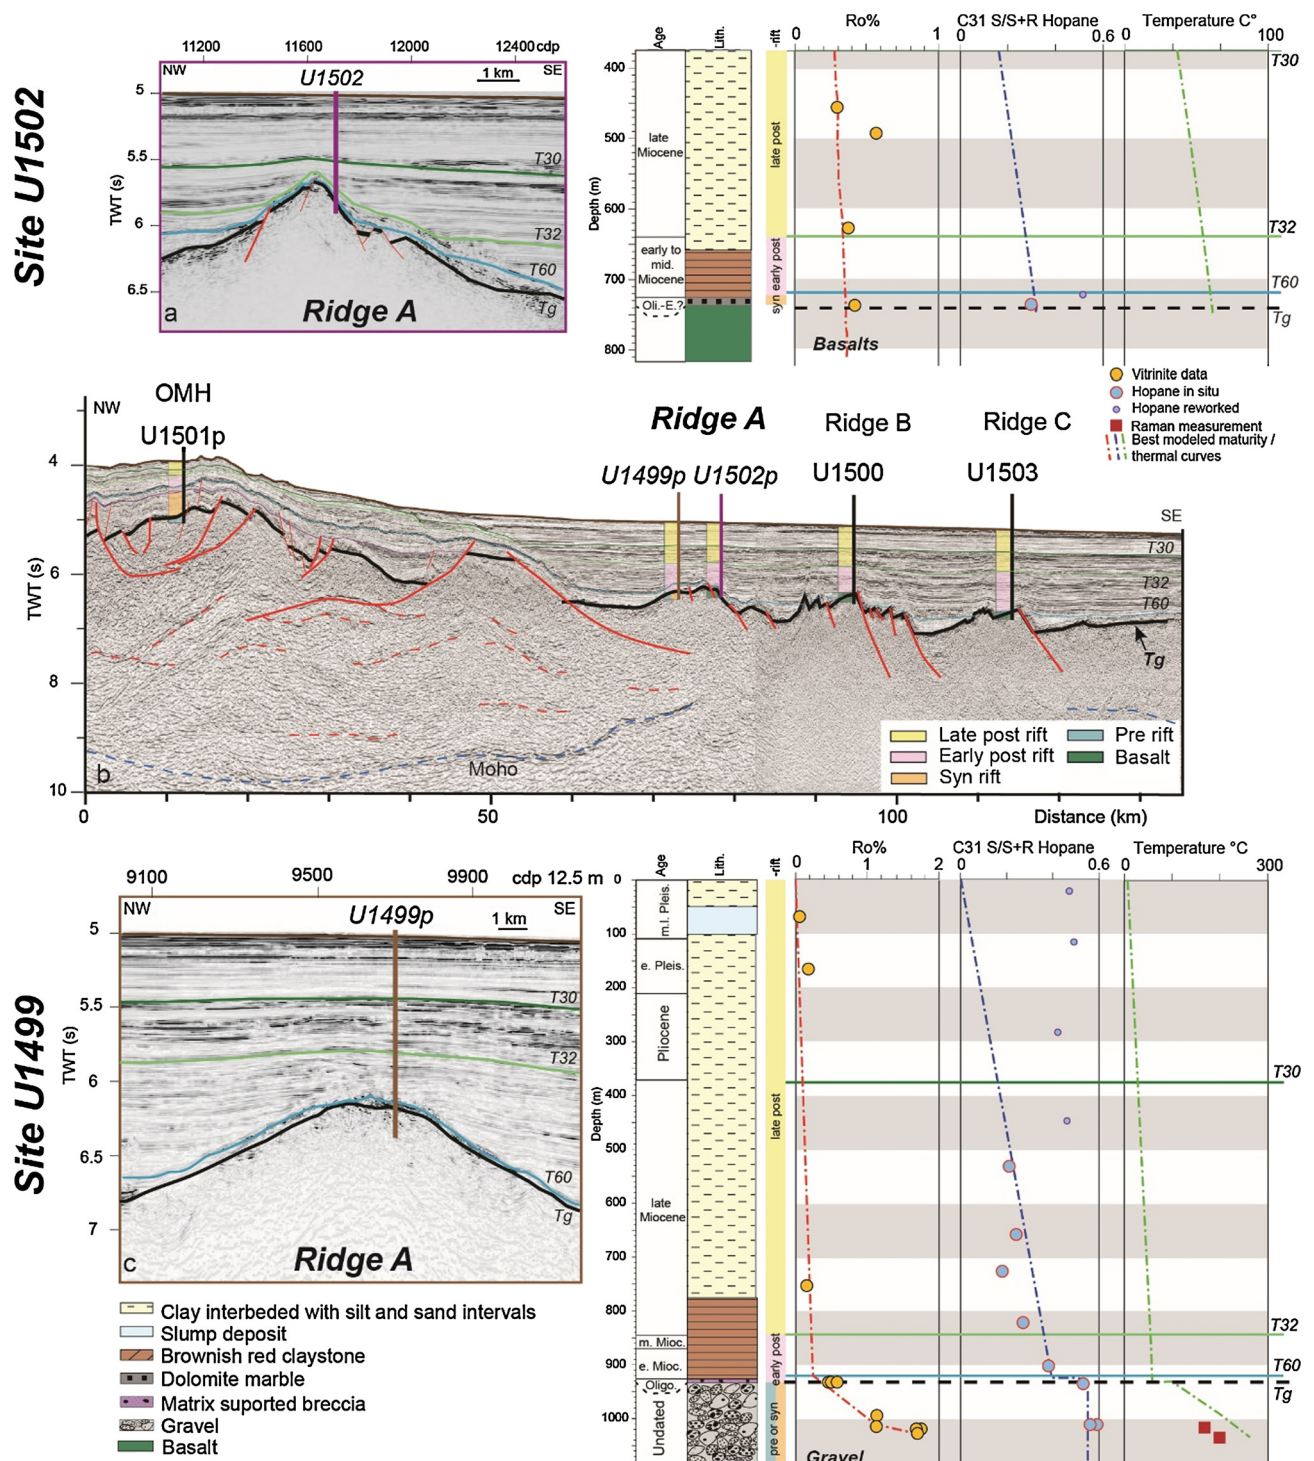 Site U1502
11200 11600 12000 12400 cdp
NW U1502 1 km SE
5
5.5
6
6.5
TWT (s)
T30
T32
T60
Tg
a Ridge A
Age Lith. -rift
Ro% C31 S/S+R Hopane Temperature C°
0 1 0 0.6 0 100
Depth (m)
400
500
600
700
800
late Miocene
early to mid. Miocene
Oli.-E.?
late post
early post
syn
T30
T32
T60
Tg
Basalts
Vitrinite data
Hopane in situ
Hopane reworked
Raman measurement
Best modeled maturity /
thermal curves
NW OMH Ridge A Ridge B Ridge C
U1501p U1499p U1502p U1500 U1503
SE
4
6
8
10
TWT (s)
T30
T32
T60
Tg
Moho
b
Late post rift Pre rift
Early post rift Basalt
Syn rift
0 50 100 Distance (km)
Site U1499
9100 9500 9900 cdp 12.5 m
NW U1499p 1 km SE
5
5.5
6
6.5
7
TWT (s)
T30
T32
T60
Tg
c Ridge A
Clay interbeded with silt and sand intervals
Slump deposit
Brownish red claystone
Dolomite marble
Matrix suported breccia
Gravel
Basalt
Age Lith. -rift
Ro% C31 S/S+R Hopane Temperature °C
0 1 2 0 0.6 0 300
Depth (m)
0
100
200
300
400
500
600
700
800
900
1000
m.l. Pleis.
e. Pleis.
Pliocene
late Miocene
m. Mioc.
e. Mioc.
Oligo.
Undated
late post
early post
pre or syn
T30
T32
T60
Tg
Gravel